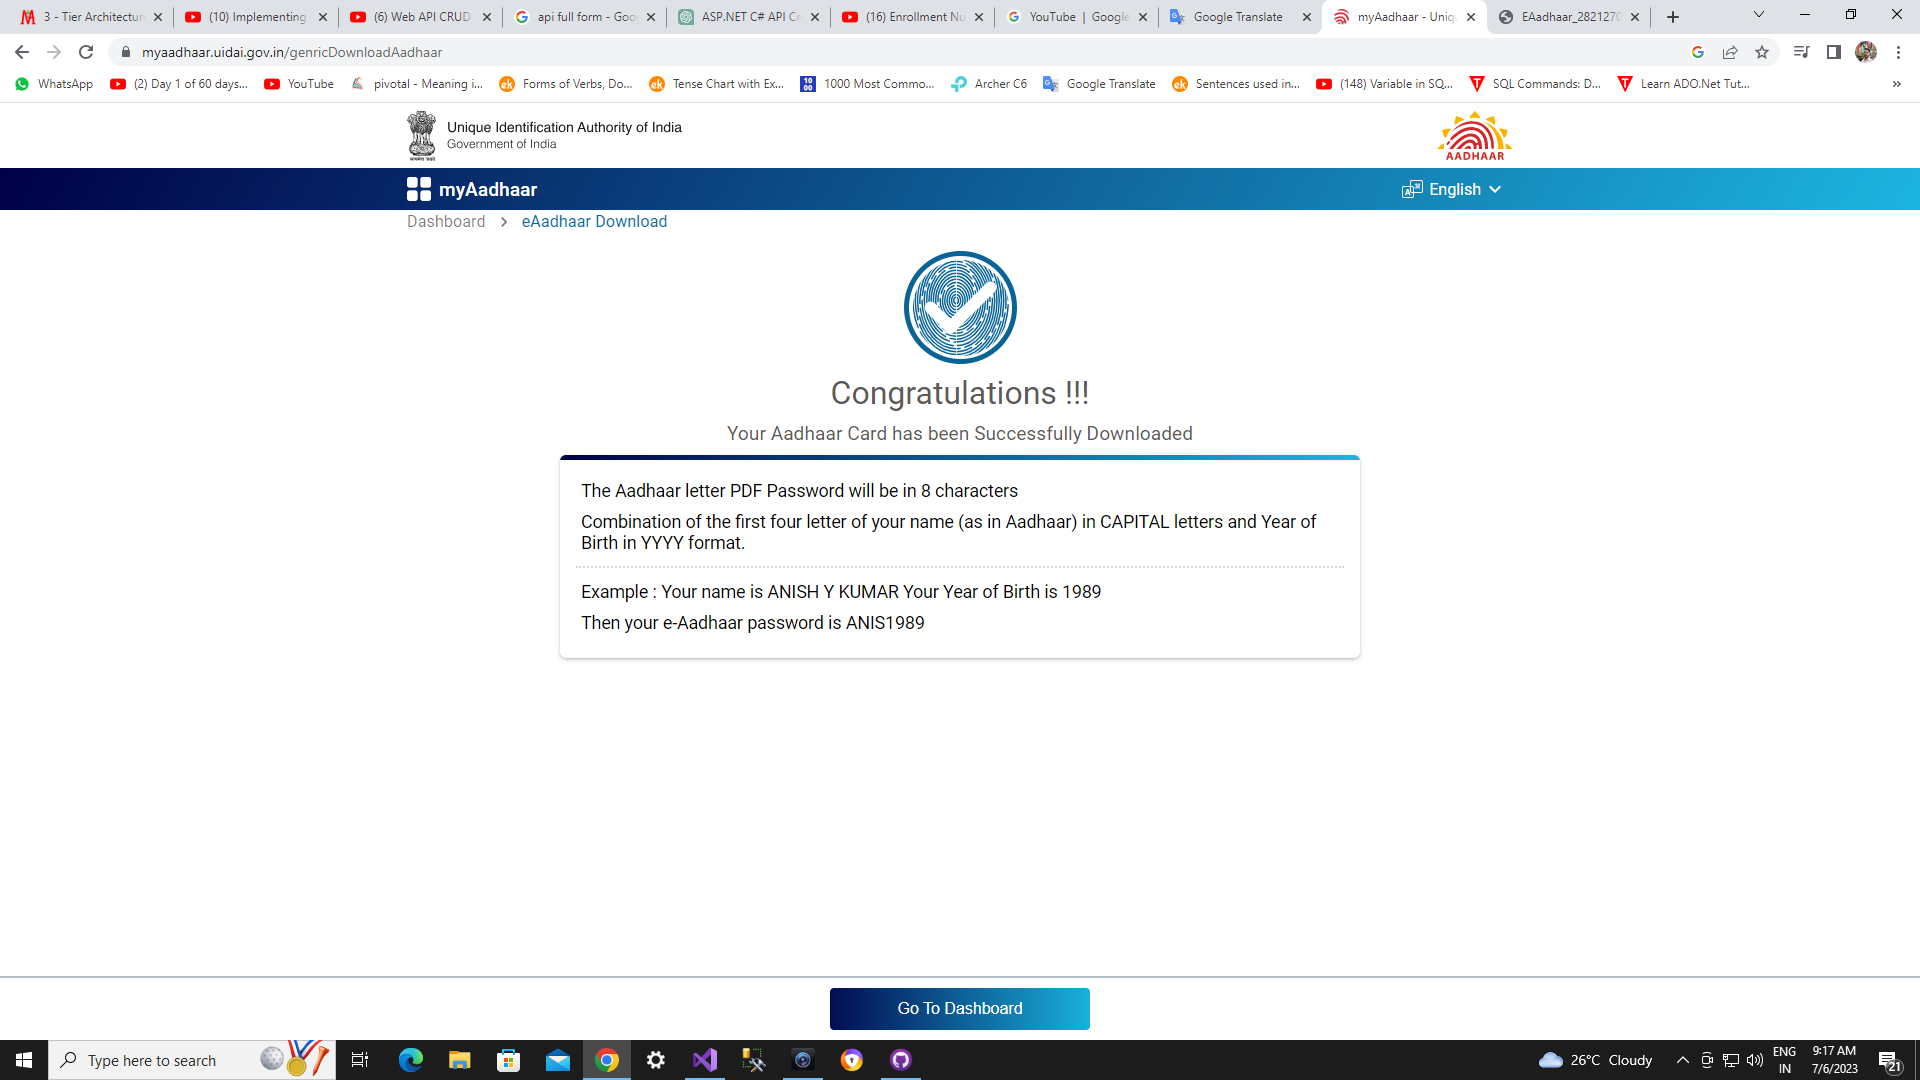 3 - Tier Architectur
(10) Implementing
(6) Web API CRUD
api full form - Goo
ASP.NET C# API Cr
(16) Enrollment Nu
YouTube | Google
Google Translate
myAadhaar - Uniq
EAadhaar_2821270
myaadhaar.uidai.gov.in/genricDownloadAadhaar
WhatsApp
(2) Day 1 of 60 days...
YouTube
pivotal - Meaning i...
Forms of Verbs, Do...
Tense Chart with Ex...
1000 Most Commo...
Archer C6
Google Translate
Sentences used in...
(148) Variable in SQ...
SQL Commands: D...
Learn ADO.Net Tut...
Unique Identification Authority of India
Government of India
AADHAAR
myAadhaar
English
Dashboard > eAadhaar Download
Congratulations !!!
Your Aadhaar Card has been Successfully Downloaded
The Aadhaar letter PDF Password will be in 8 characters
Combination of the first four letter of your name (as in Aadhaar) in CAPITAL letters and Year of
Birth in YYYY format.
Example : Your name is ANISH Y KUMAR Your Year of Birth is 1989
Then your e-Aadhaar password is ANIS1989
Go To Dashboard
Type here to search
26°C Cloudy
ENG
IN
9:17 AM
7/6/2023
21